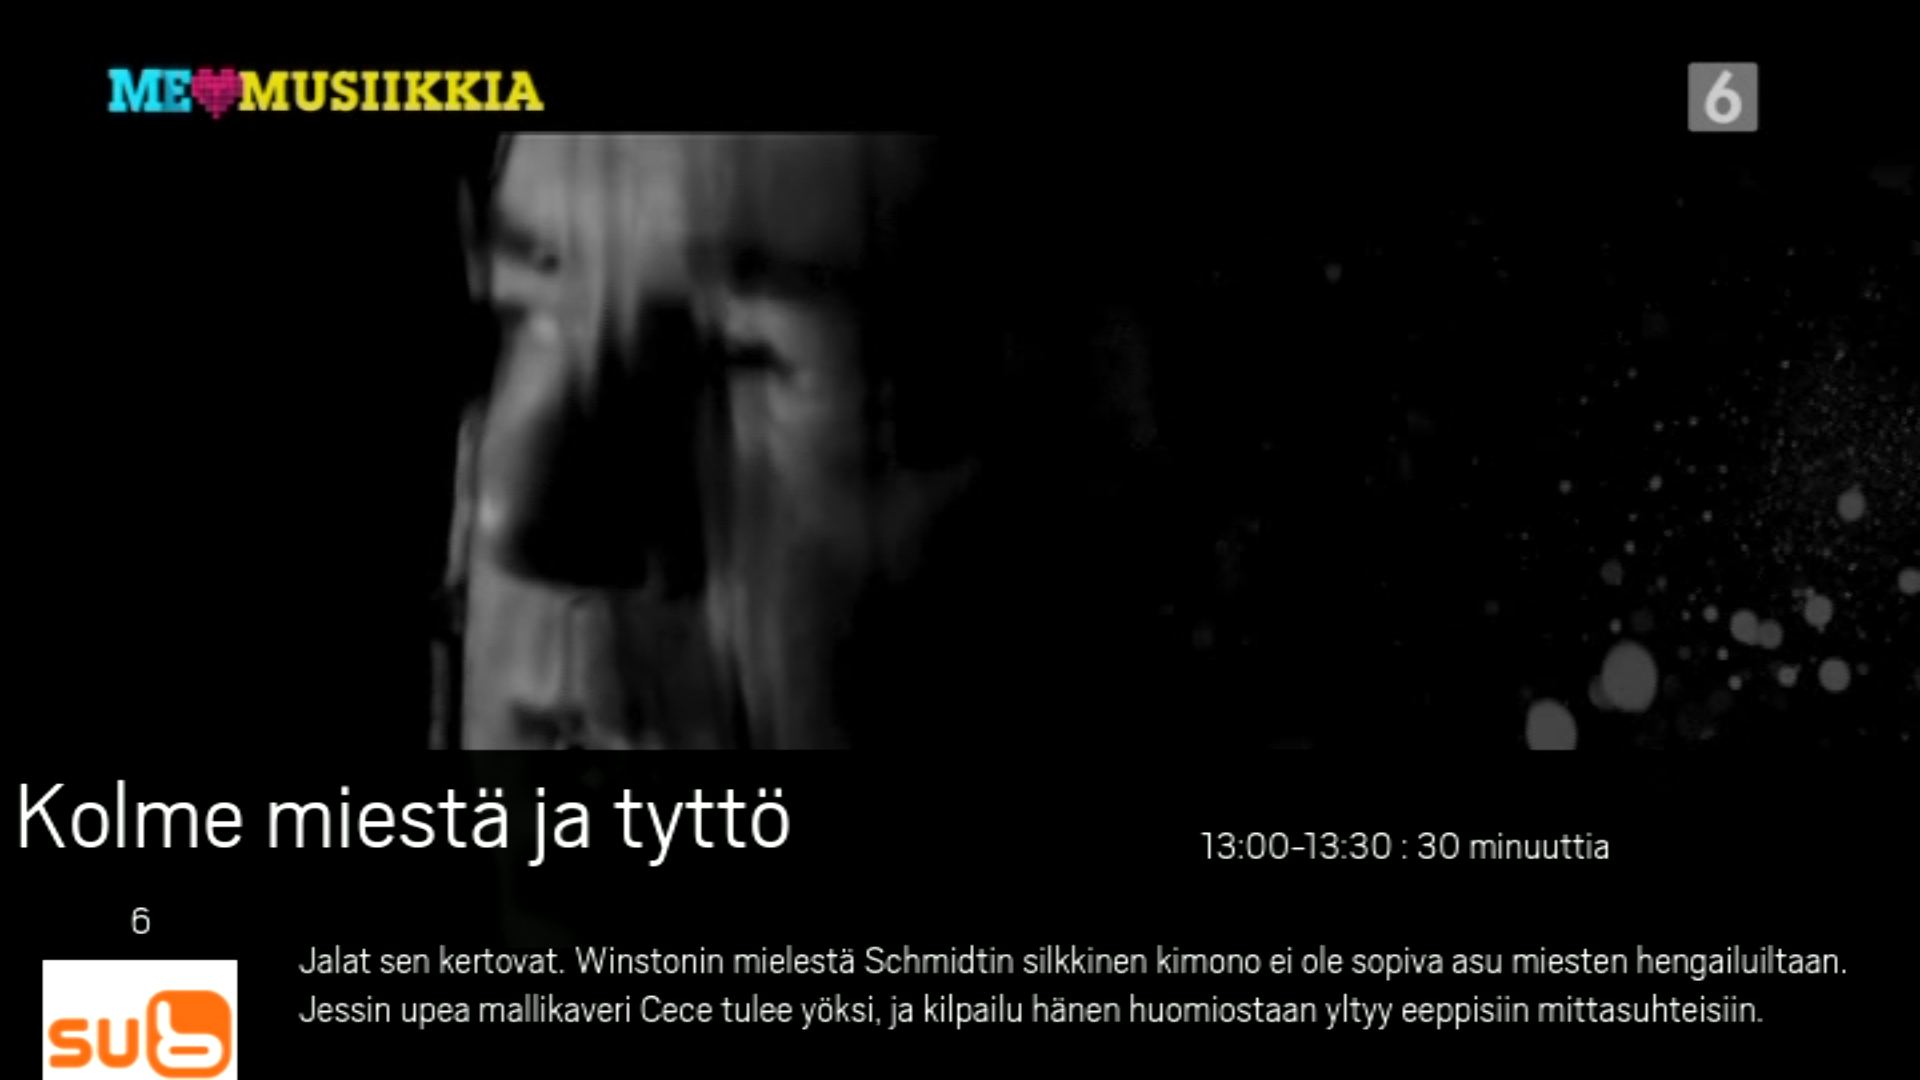 ME MUSIIKKIA
6
Kolme miestä ja tyttö
13:00-13:30 : 30 minuuttia
6
sub
Jalat sen kertovat. Winstonin mielestä Schmidtin silkkinen kimono ei ole sopiva asu miesten hengailuiltaan.
Jessin upea mallikaveri Cece tulee yöksi, ja kilpailu hänen huomiostaan yltyy eeppisiin mittasuhteisiin.